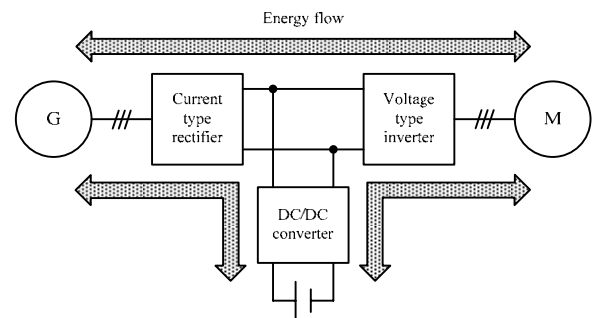 Energy flow
G
Current
type
rectifier
Voltage
type
inverter
M
DC/DC
converter